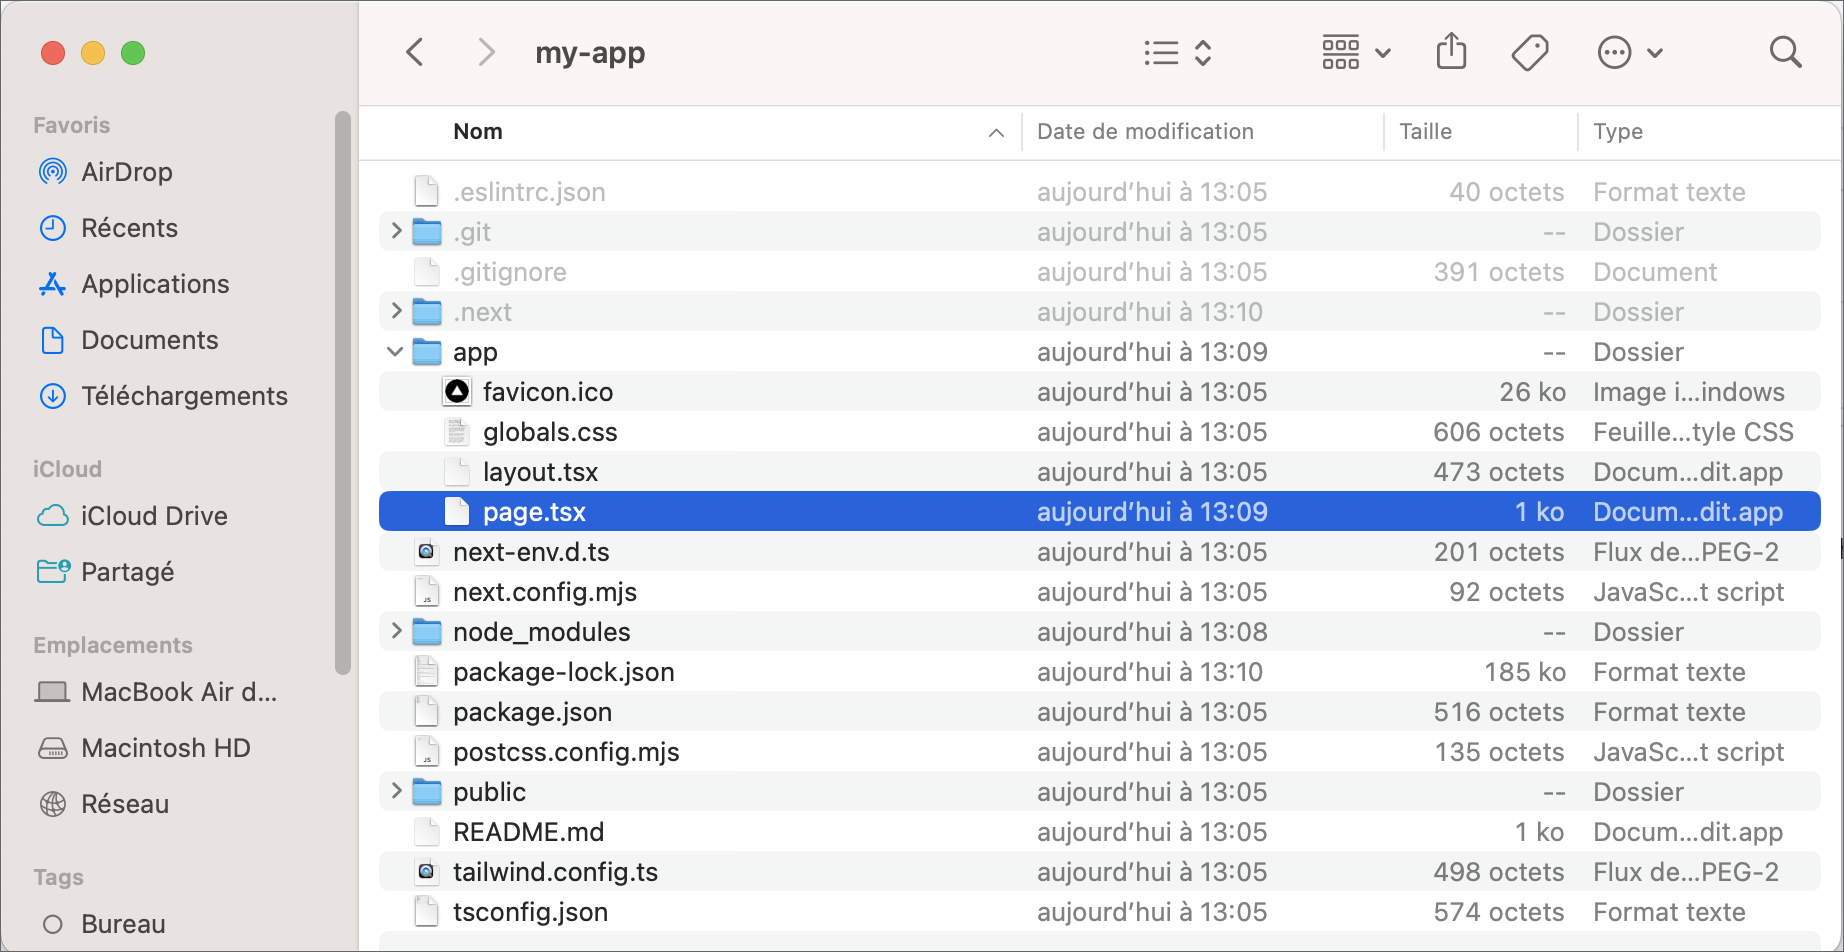 my-app
Favoris
AirDrop
Récents
Applications
Documents
Téléchargements
iCloud
iCloud Drive
Partagé
Emplacements
MacBook Air d...
Macintosh HD
Réseau
Tags
Bureau
Nom Date de modification Taille Type
.eslintrc.json aujourd’hui à 13:05 40 octets Format texte
.git aujourd’hui à 13:05 -- Dossier
.gitignore aujourd’hui à 13:05 391 octets Document
.next aujourd’hui à 13:10 -- Dossier
app aujourd’hui à 13:09 -- Dossier
favicon.ico aujourd’hui à 13:05 26 ko Image i...indows
globals.css aujourd’hui à 13:05 606 octets Feuille...tyle CSS
layout.tsx aujourd’hui à 13:05 473 octets Docum...dit.app
page.tsx aujourd’hui à 13:09 1 ko Docum...dit.app
next-env.d.ts aujourd’hui à 13:05 201 octets Flux de...PEG-2
next.config.mjs aujourd’hui à 13:05 92 octets JavaSc...t script
node_modules aujourd’hui à 13:08 -- Dossier
package-lock.json aujourd’hui à 13:10 185 ko Format texte
package.json aujourd’hui à 13:05 516 octets Format texte
postcss.config.mjs aujourd’hui à 13:05 135 octets JavaSc...t script
public aujourd’hui à 13:05 -- Dossier
README.md aujourd’hui à 13:05 1 ko Docum...dit.app
tailwind.config.ts aujourd’hui à 13:05 498 octets Flux de...PEG-2
tsconfig.json aujourd’hui à 13:05 574 octets Format texte